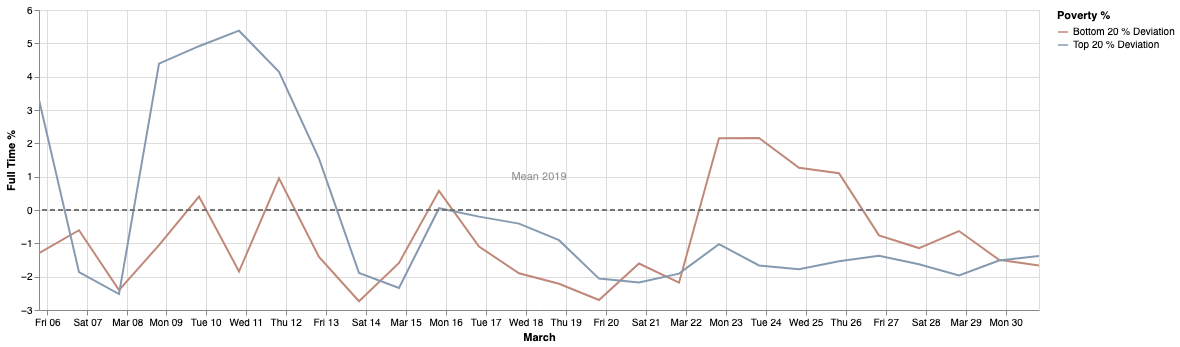 Poverty %
Bottom 20 % Deviation
Top 20 % Deviation
Full Time %
6
5
4
3
2
1
0
−1
−2
−3
Mean 2019
Fri 06 Sat 07 Mar 08 Mon 09 Tue 10 Wed 11 Thu 12 Fri 13 Sat 14 Mar 15 Mon 16 Tue 17 Wed 18 Thu 19 Fri 20 Sat 21 Mar 22 Mon 23 Tue 24 Wed 25 Thu 26 Fri 27 Sat 28 Mar 29 Mon 30
March